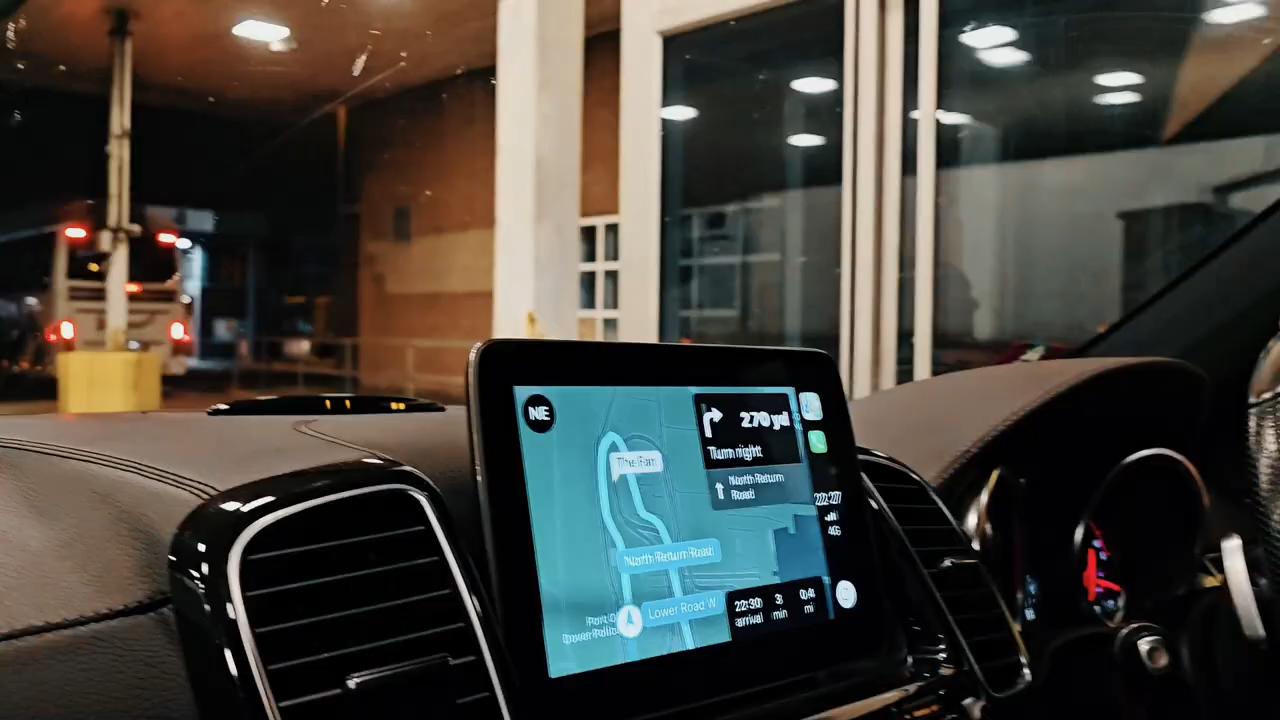 NE
270 yd
Turn right
North Return
Road
The Fan
22:27
4G
North Return Road
Lower Road W
22:30
arrival
3
min
0.4
mi